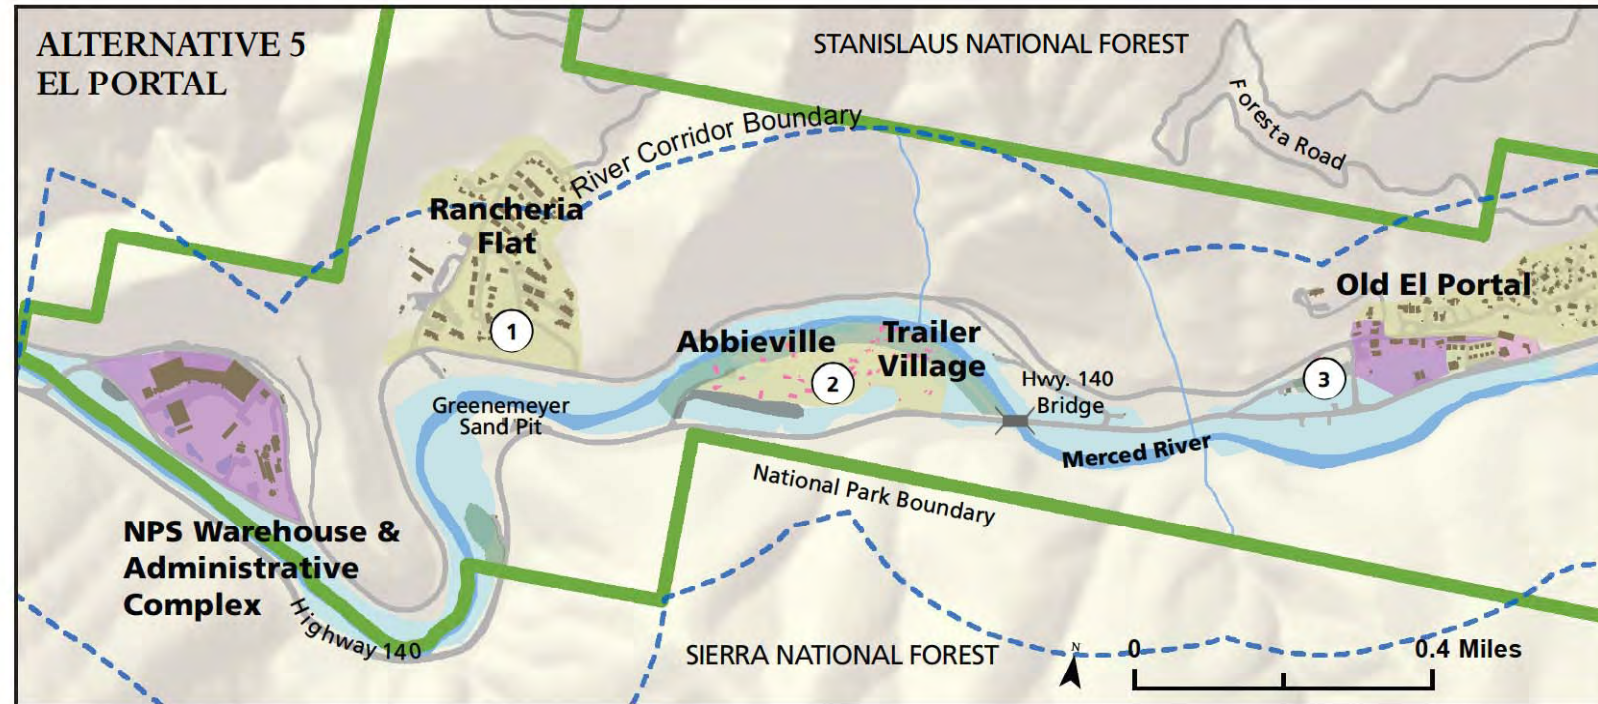 ALTERNATIVE 5
EL PORTAL
STANISLAUS NATIONAL FOREST
Foresta Road
River Corridor Boundary
Rancheria
Flat
1
Old El Portal
Abbieville
Trailer
Village
2
3
Hwy. 140
Bridge
Greenemeyer
Sand Pit
Merced River
National Park Boundary
NPS Warehouse &
Administrative
Complex
Highway 140
SIERRA NATIONAL FOREST
N
0
0.4 Miles